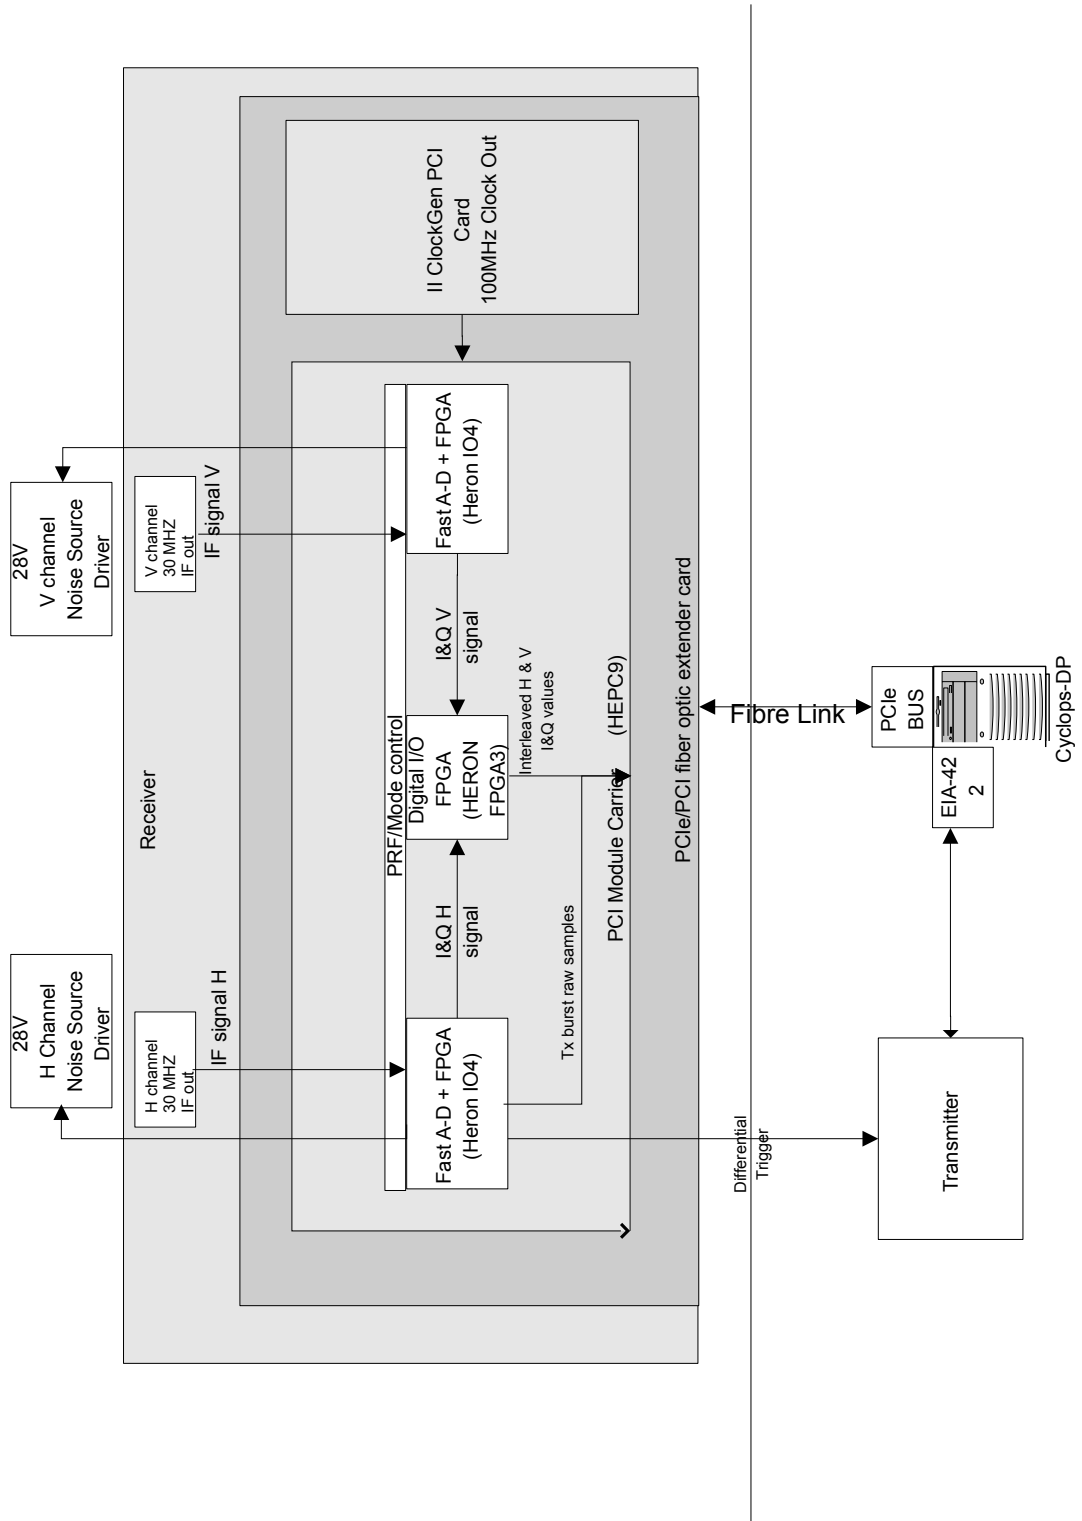 28V
H Channel
Noise Source
Driver
28V
V channel
Noise Source
Driver
Receiver
H channel
30 MHZ
IF out
V channel
30 MHZ
IF out
IF signal H
IF signal V
PRF/Mode control
Digital I/O
Fast A-D + FPGA
(Heron IO4)
I&Q H
signal
FPGA
(HERON
FPGA3)
I&Q V
signal
Fast A-D + FPGA
(Heron IO4)
II ClockGen PCI
Card
100MHz Clock Out
Interleaved H & V
I&Q values
Tx burst raw samples
PCI Module Carrier (HEPC9)
PCIe/PCI fiber optic extender card
Differential
Trigger
Fibre Link
Transmitter
EIA-42
2
PCIe
BUS
Cyclops-DP